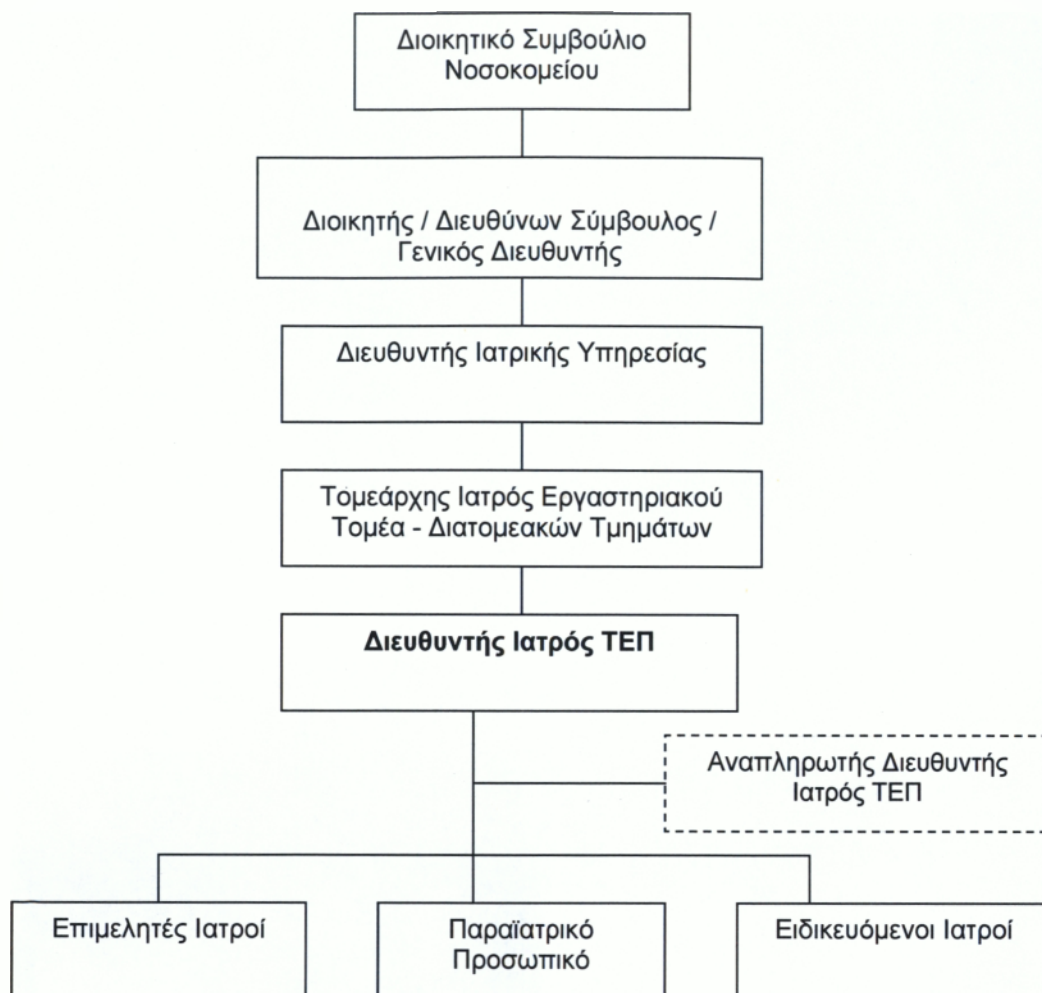 Διοικητικό Συμβούλιο
Νοσοκομείου
Διοικητής / Διευθύνων Σύμβουλος /
Γενικός Διευθυντής
Διευθυντής Ιατρικής Υπηρεσίας
Τομεάρχης Ιατρός Εργαστηριακού
Τομέα - Διατομεακών Τμημάτων
Διευθυντής Ιατρός ΤΕΠ
Αναπληρωτής Διευθυντής
Ιατρός ΤΕΠ
Επιμελητές Ιατροί
Παραϊατρικό
Προσωπικό
Ειδικευόμενοι Ιατροί